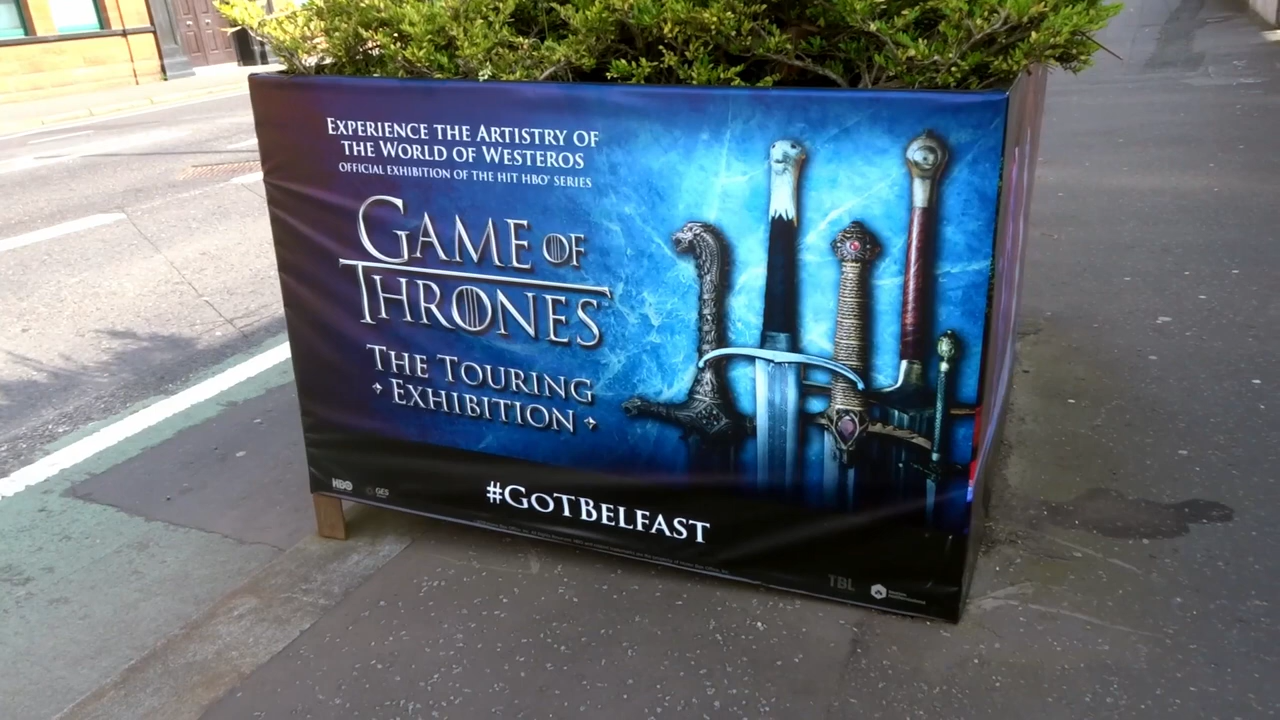 EXPERIENCE THE ARTISTRY OF
THE WORLD OF WESTEROS
OFFICIAL EXHIBITION OF THE HIT HBO® SERIES
GAME OF
THRONES
THE TOURING
EXHIBITION
#GOTBELFAST
HBO
GES
TBL